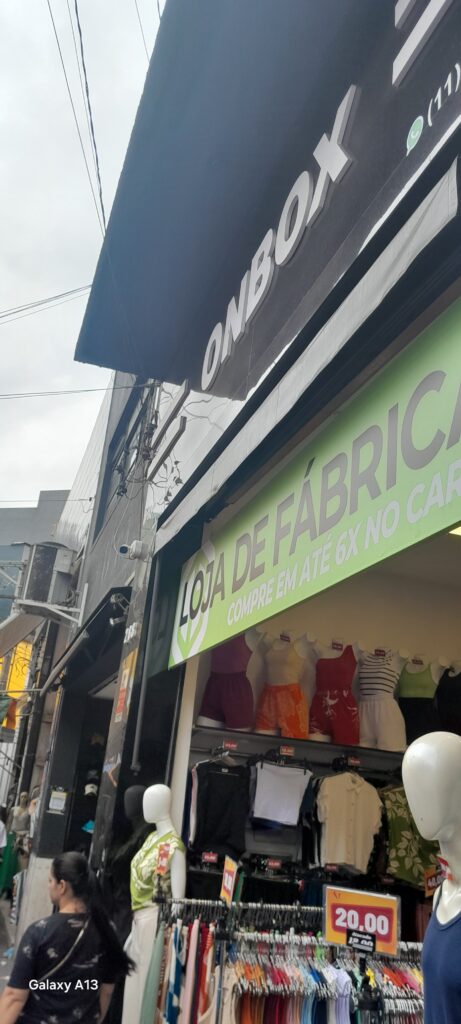 ONBOX
(11)
LOJA DE FÁBRICA
COMPRE EM ATÉ 6X NO CAR
20,00
Galaxy A13